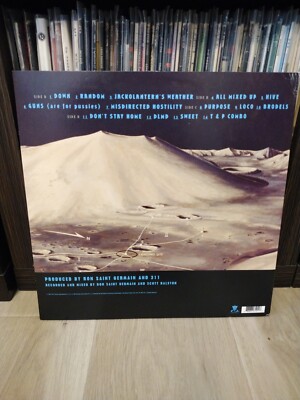 SIDE A 1 DOWN 2 RANDOM 3 JACKOLANTERN'S WEATHER SIDE B 4 ALL MIXED UP 5 HIVE
6 GUNS (are for pussies) 7 MISDIRECTED HOSTILITY SIDE C 8 PURPOSE 9 LOCO 10 BRODELS
SIDE D 11 DON'T STAY HOME 12 DLMD 13 SWEET 14 T & P COMBO
PRODUCED BY RON SAINT GERMAIN AND 311
RECORDED AND MIXED BY RON SAINT GERMAIN AND SCOTT RALSTON